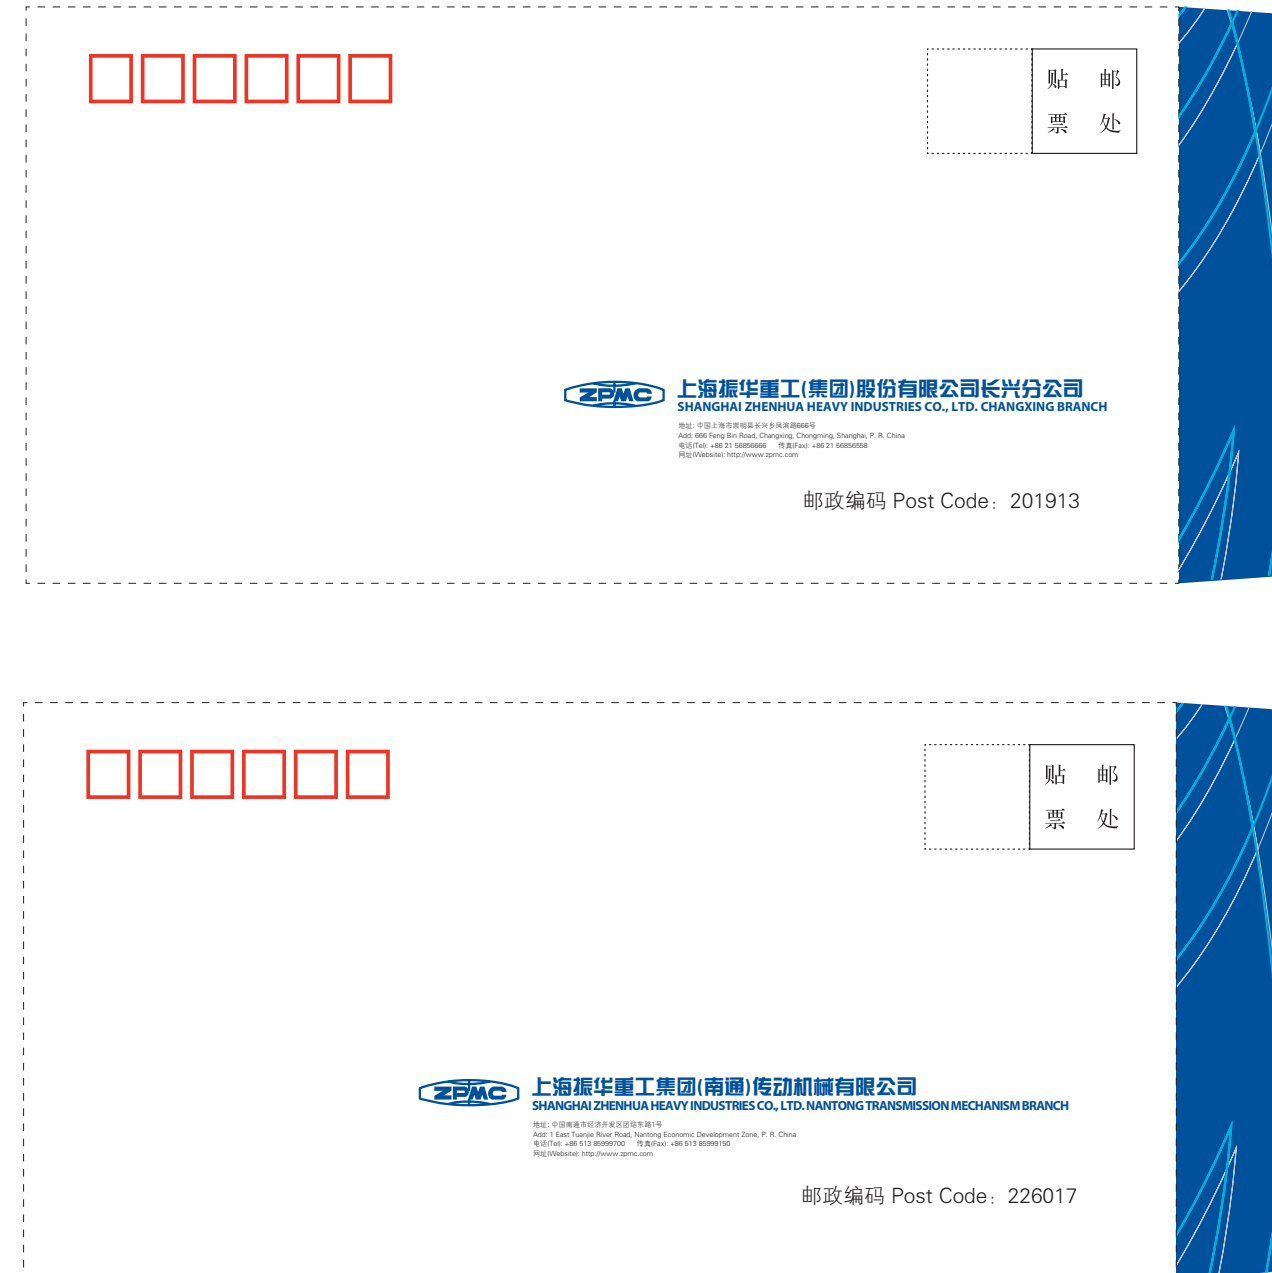 贴 邮
票 处
ZPMC
上海振华重工(集团)股份有限公司长兴分公司
SHANGHAI ZHENHUA HEAVY INDUSTRIES CO., LTD. CHANGXING BRANCH
地址: 中国上海市崇明县长兴乡凤滨路666号
Add: 666 Feng Bin Road, Changxing, Chongming, Shanghai, P. R. China
电话(Tel): +86 21 56856666 传真(Fax): +86 21 56856558
网址(Website): http://www.zpmc.com
邮政编码 Post Code: 201913
贴 邮
票 处
ZPMC
上海振华重工集团(南通)传动机械有限公司
SHANGHAI ZHENHUA HEAVY INDUSTRIES CO., LTD. NANTONG TRANSMISSION MECHANISM BRANCH
地址: 中国南通市经济开发区团结东路1号
Add: 1 East Tuanjie River Road, Nantong Economic Development Zone, P. R. China
电话(Tel): +86 513 85999700 传真(Fax): +86 513 85999150
网址(Website): http://www.zpmc.com
邮政编码 Post Code: 226017